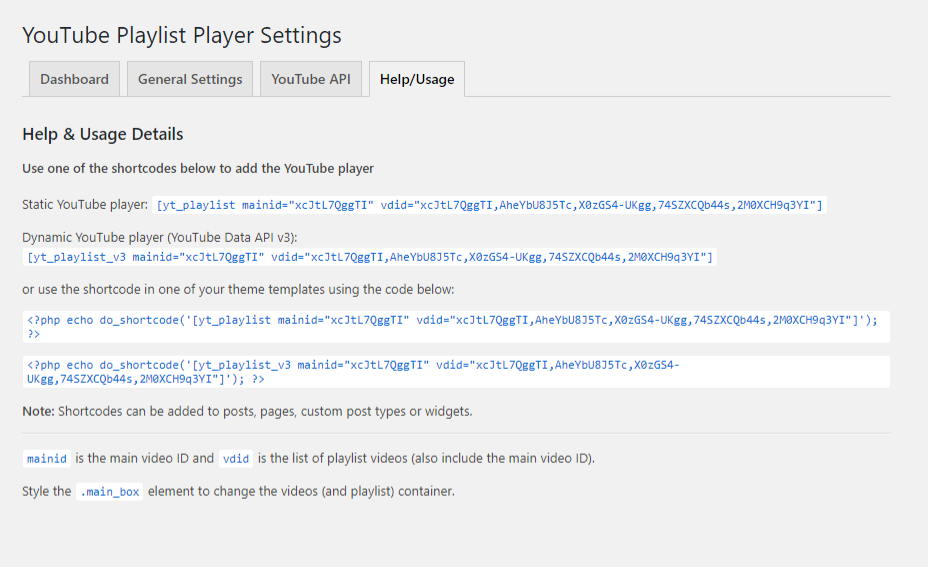 YouTube Playlist Player Settings
Dashboard
General Settings
YouTube API
Help/Usage
Help & Usage Details
Use one of the shortcodes below to add the YouTube player
Static YouTube player: [yt_playlist mainid="xcJtL7QggTI" vdid="xcJtL7QggTI,AheYbU8J5Tc,X0zGS4-UKgg,74SZXCQb44s,2M0XCH9q3YI"]
Dynamic YouTube player (YouTube Data API v3):
[yt_playlist_v3 mainid="xcJtL7QggTI" vdid="xcJtL7QggTI,AheYbU8J5Tc,X0zGS4-UKgg,74SZXCQb44s,2M0XCH9q3YI"]
or use the shortcode in one of your theme templates using the code below:
<?php echo do_shortcode('[yt_playlist mainid="xcJtL7QggTI" vdid="xcJtL7QggTI,AheYbU8J5Tc,X0zGS4-UKgg,74SZXCQb44s,2M0XCH9q3YI"]');
?>
<?php echo do_shortcode('[yt_playlist_v3 mainid="xcJtL7QggTI" vdid="xcJtL7QggTI,AheYbU8J5Tc,X0zGS4-
UKgg,74SZXCQb44s,2M0XCH9q3YI"]'); ?>
Note: Shortcodes can be added to posts, pages, custom post types or widgets.
mainid is the main video ID and vdid is the list of playlist videos (also include the main video ID).
Style the .main_box element to change the videos (and playlist) container.